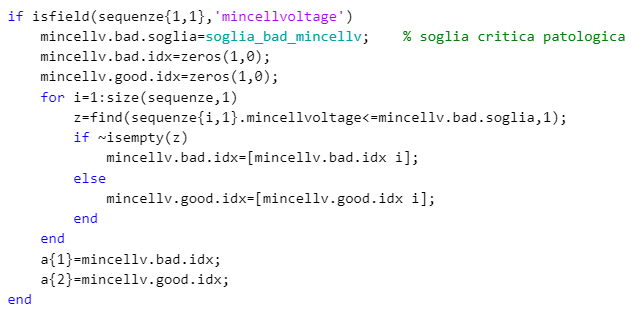 if isfield(sequenze{1,1},'mincellvoltage')
    mincellv.bad.soglia=soglia_bad_mincellv;    % soglia critica patologica
    mincellv.bad.idx=zeros(1,0);
    mincellv.good.idx=zeros(1,0);
    for i=1:size(sequenze,1)
        z=find(sequenze{i,1}.mincellvoltage<=mincellv.bad.soglia,1);
        if ~isempty(z)
            mincellv.bad.idx=[mincellv.bad.idx i];
        else
            mincellv.good.idx=[mincellv.good.idx i];
        end
    end
    a{1}=mincellv.bad.idx;
    a{2}=mincellv.good.idx;
end